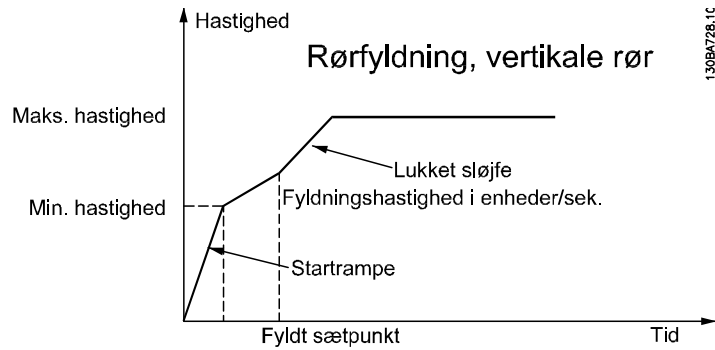 Hastighed
Rørfyldning, vertikale rør
130BA728.10
Maks. hastighed
Lukket sløjfe
Fyldningshastighed i enheder/sek.
Min. hastighed
Startrampe
Fyldt sætpunkt
Tid